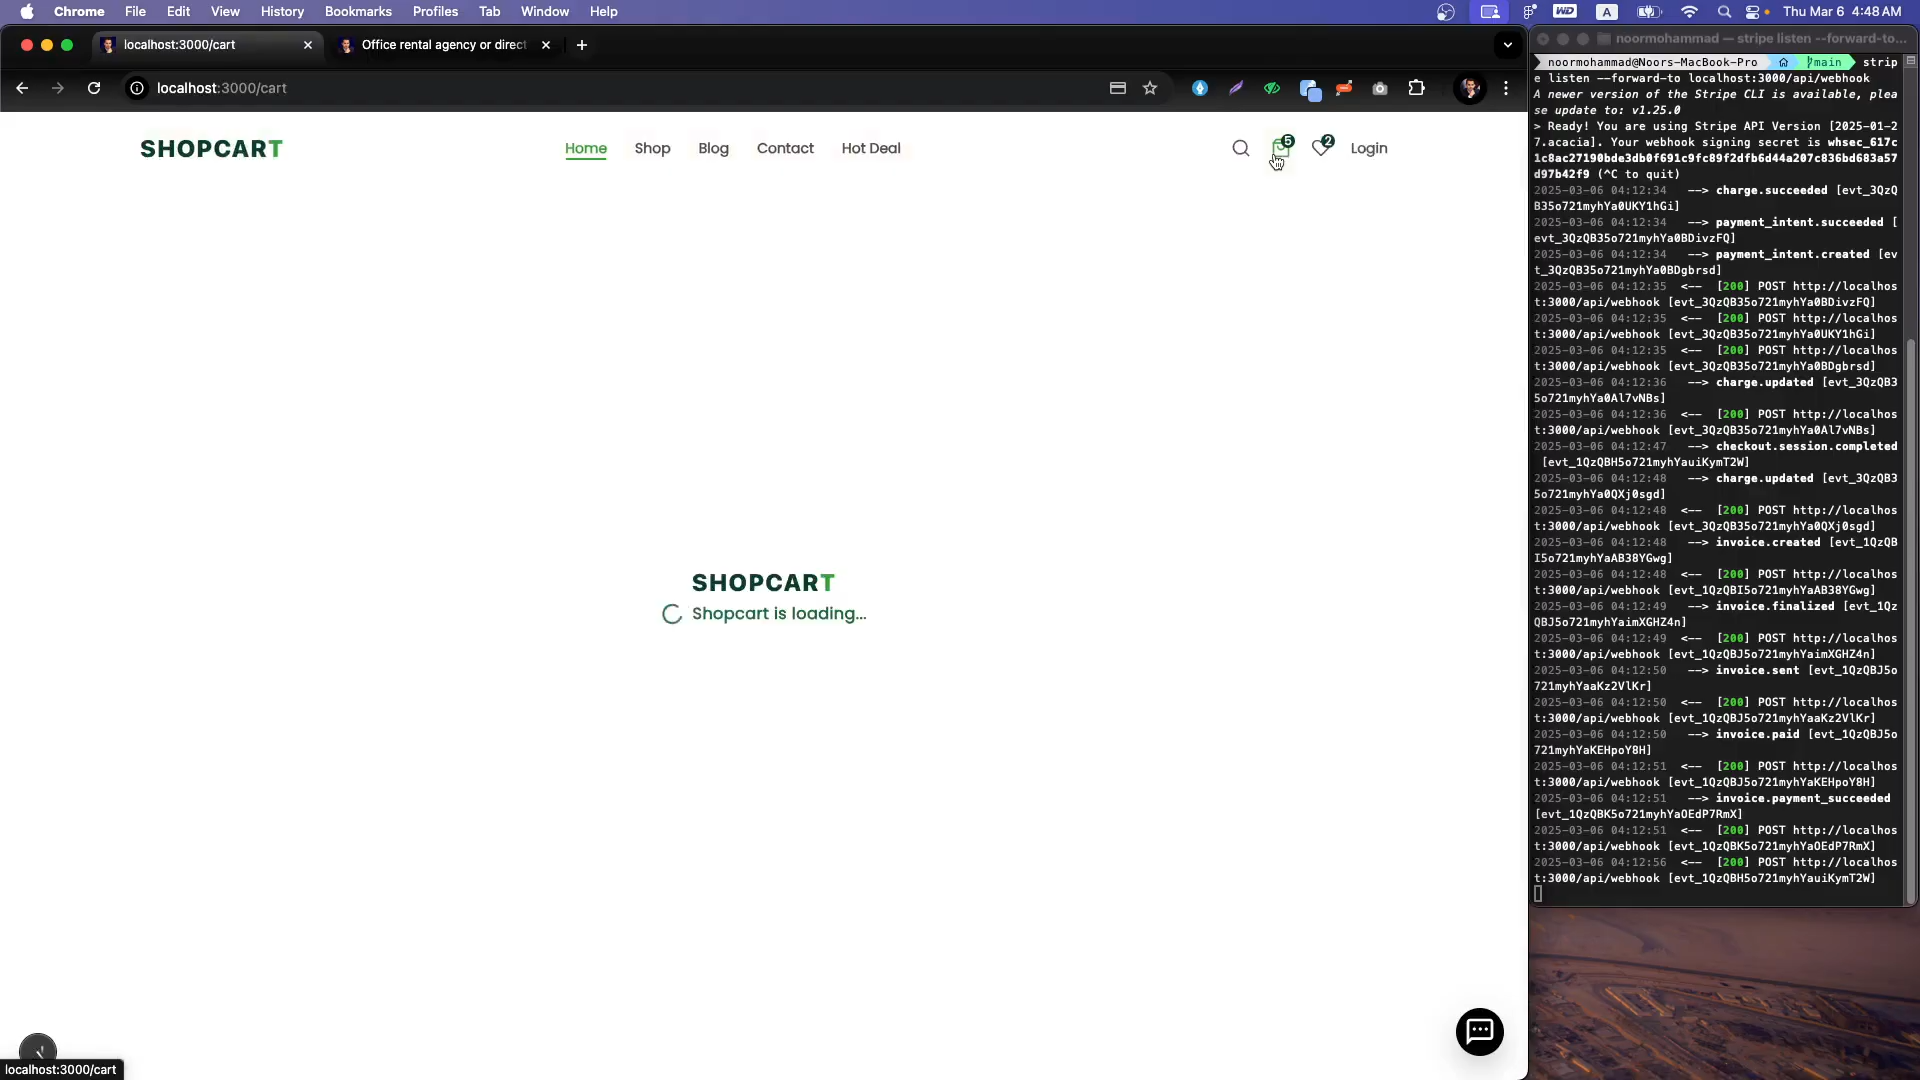 Chrome File Edit View History Bookmarks Profiles Tab Window Help
WD A Thu Mar 6 4:48 AM
localhost:3000/cart
Office rental agency or direct
localhost:3000/cart
SHOPCART
Home Shop Blog Contact Hot Deal
5 2 Login
SHOPCART
Shopcart is loading...
localhost:3000/cart
noormohammad — stripe listen --forward-to...
noormohammad@Noors-MacBook-Pro main strip
e listen --forward-to localhost:3000/api/webhook
A newer version of the Stripe CLI is available, plea
se update to: v1.25.0
> Ready! You are using Stripe API Version [2025-01-2
7.acacia]. Your webhook signing secret is whsec_617c
1c8ac27190bde3db0f691c9fc89f2dfb6d44a207c836bd683a57
d97b42f9 (^C to quit)
2025-03-06 04:12:34 --> charge.succeeded [evt_3QzQ
B35o721myhYa0UKY1hGi]
2025-03-06 04:12:34 --> payment_intent.succeeded [
evt_3QzQB35o721myhYa0BDivzFQ]
2025-03-06 04:12:34 --> payment_intent.created [ev
t_3QzQB35o721myhYa0BDgbrsd]
2025-03-06 04:12:35 <-- [200] POST http://localhos
t:3000/api/webhook [evt_3QzQB35o721myhYa0BDivzFQ]
2025-03-06 04:12:35 <-- [200] POST http://localhos
t:3000/api/webhook [evt_3QzQB35o721myhYa0UKY1hGi]
2025-03-06 04:12:35 <-- [200] POST http://localhos
t:3000/api/webhook [evt_3QzQB35o721myhYa0BDgbrsd]
2025-03-06 04:12:36 --> charge.updated [evt_3QzQB3
5o721myhYa0Al7vNBs]
2025-03-06 04:12:36 <-- [200] POST http://localhos
t:3000/api/webhook [evt_3QzQB35o721myhYa0Al7vNBs]
2025-03-06 04:12:47 --> checkout.session.completed
[evt_1QzQBH5o721myhYauiKymT2W]
2025-03-06 04:12:48 --> charge.updated [evt_3QzQB3
5o721myhYa0QXj0sgd]
2025-03-06 04:12:48 <-- [200] POST http://localhos
t:3000/api/webhook [evt_3QzQB35o721myhYa0QXj0sgd]
2025-03-06 04:12:48 --> invoice.created [evt_1QzQB
I5o721myhYaAB38YGwg]
2025-03-06 04:12:48 <-- [200] POST http://localhos
t:3000/api/webhook [evt_1QzQBI5o721myhYaAB38YGwg]
2025-03-06 04:12:49 --> invoice.finalized [evt_1Qz
QBJ5o721myhYaimXGHZ4n]
2025-03-06 04:12:49 <-- [200] POST http://localhos
t:3000/api/webhook [evt_1QzQBJ5o721myhYaimXGHZ4n]
2025-03-06 04:12:50 --> invoice.sent [evt_1QzQBJ5o
721myhYaaKz2VlKr]
2025-03-06 04:12:50 <-- [200] POST http://localhos
t:3000/api/webhook [evt_1QzQBJ5o721myhYaaKz2VlKr]
2025-03-06 04:12:50 --> invoice.paid [evt_1QzQBJ5o
721myhYaKEHpoY8H]
2025-03-06 04:12:51 <-- [200] POST http://localhos
t:3000/api/webhook [evt_1QzQBJ5o721myhYaKEHpoY8H]
2025-03-06 04:12:51 --> invoice.payment_succeeded
[evt_1QzQBK5o721myhYaOEdP7RmX]
2025-03-06 04:12:51 <-- [200] POST http://localhos
t:3000/api/webhook [evt_1QzQBK5o721myhYaOEdP7RmX]
2025-03-06 04:12:56 <-- [200] POST http://localhos
t:3000/api/webhook [evt_1QzQBH5o721myhYauiKymT2W]